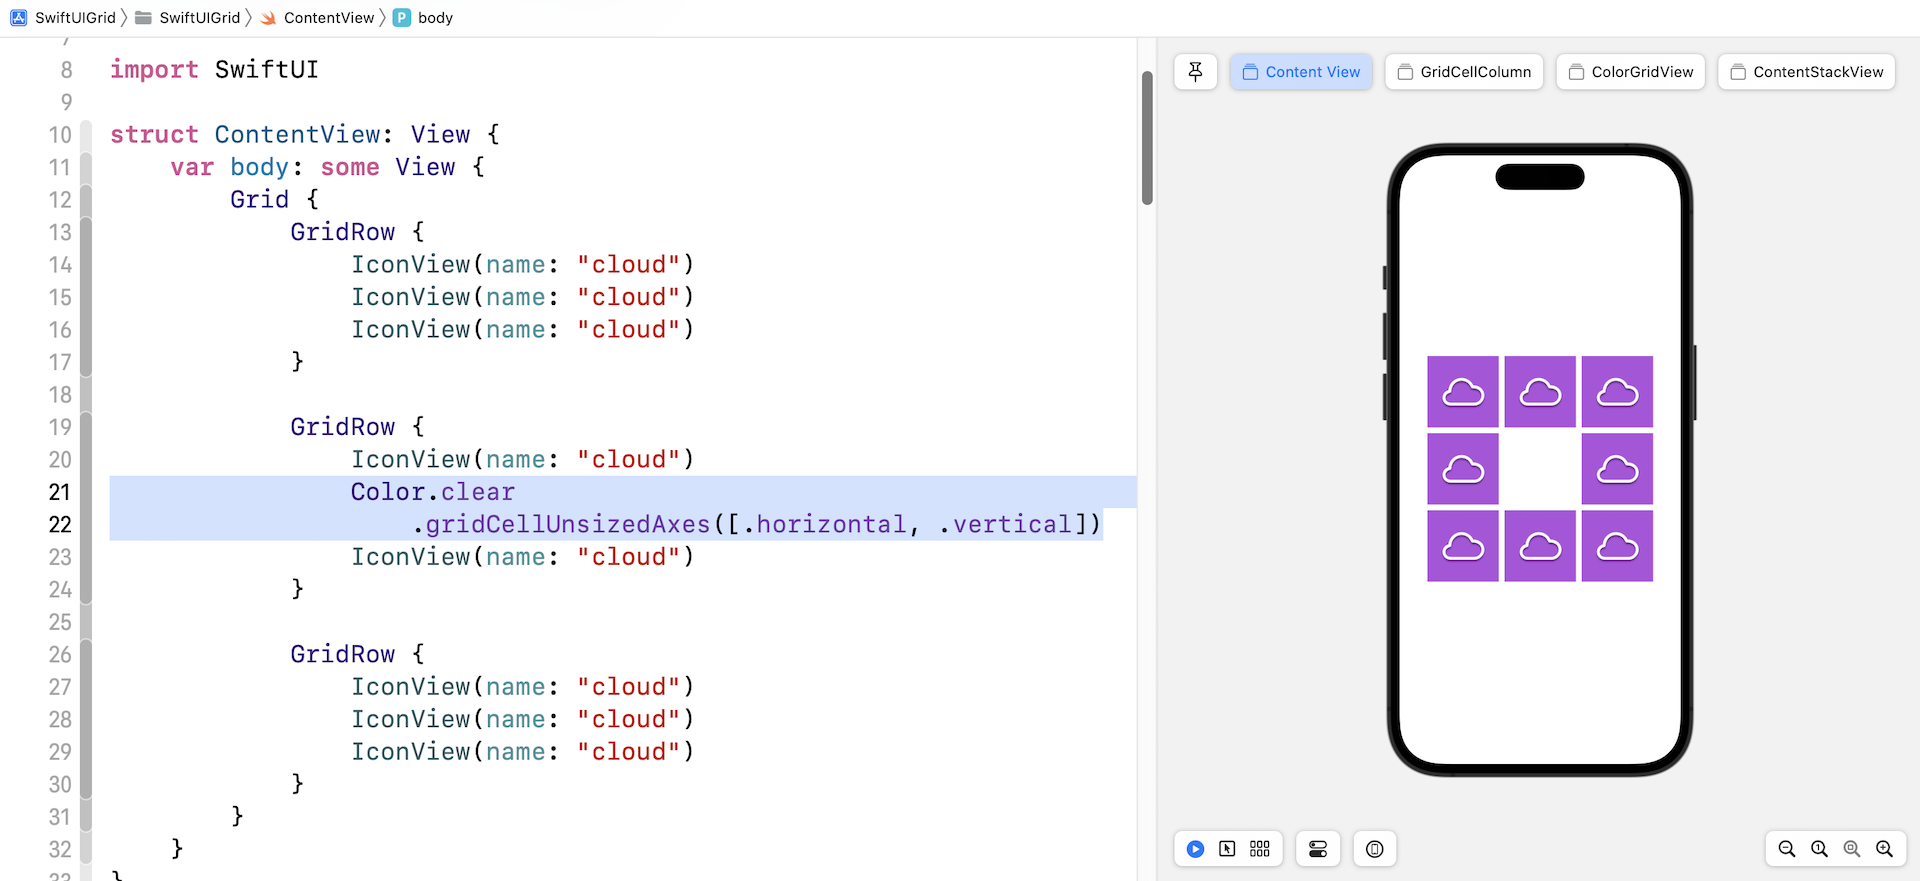 SwiftUIGrid SwiftUIGrid ContentView P body
7
8 import SwiftUI
9
10 struct ContentView: View {
11 var body: some View {
12 Grid {
13 GridRow {
14 IconView(name: "cloud")
15 IconView(name: "cloud")
16 IconView(name: "cloud")
17 }
18
19 GridRow {
20 IconView(name: "cloud")
21 Color.clear
22 .gridCellUnsizedAxes([.horizontal, .vertical])
23 IconView(name: "cloud")
24 }
25
26 GridRow {
27 IconView(name: "cloud")
28 IconView(name: "cloud")
29 IconView(name: "cloud")
30 }
31 }
32 }
33 }
Content View GridCellColumn ColorGridView ContentStackView